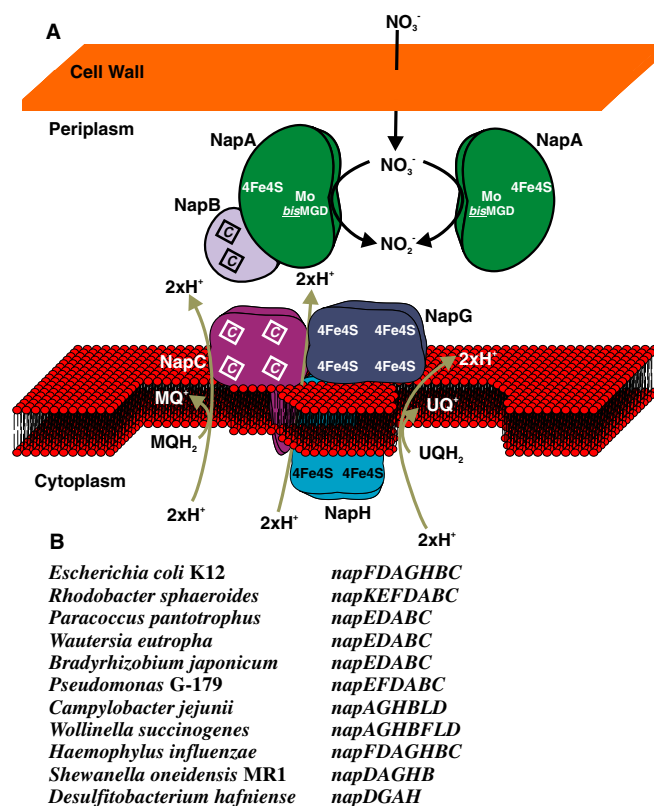 A
NO₃⁻
Cell Wall
Periplasm
NapA
NapA
4Fe4S
Mo
bisMGD
NO₃⁻
Mo
bisMGD
4Fe4S
NapB
C
C
NO₂⁻
2xH⁺
2xH⁺
NapG
C
C
4Fe4S
4Fe4S
NapC
C
C
4Fe4S
4Fe4S
2xH⁺
MQ⁺
UQ⁺
MQH₂
UQH₂
Cytoplasm
4Fe4S
4Fe4S
NapH
2xH⁺
2xH⁺
2xH⁺
B
Escherichia coli K12 napFDAGHBC
Rhodobacter sphaeroides napKEFDABC
Paracoccus pantotrophus napEDABC
Wautersia eutropha napEDABC
Bradyrhizobium japonicum napEDABC
Pseudomonas G-179 napEFDABC
Campylobacter jejunii napAGHBLD
Wollinella succinogenes napAGHBFLD
Haemophilus influenzae napFDAGHBC
Shewanella oneidensis MR1 napDAGHB
Desulfitobacterium hafniense napDGAH